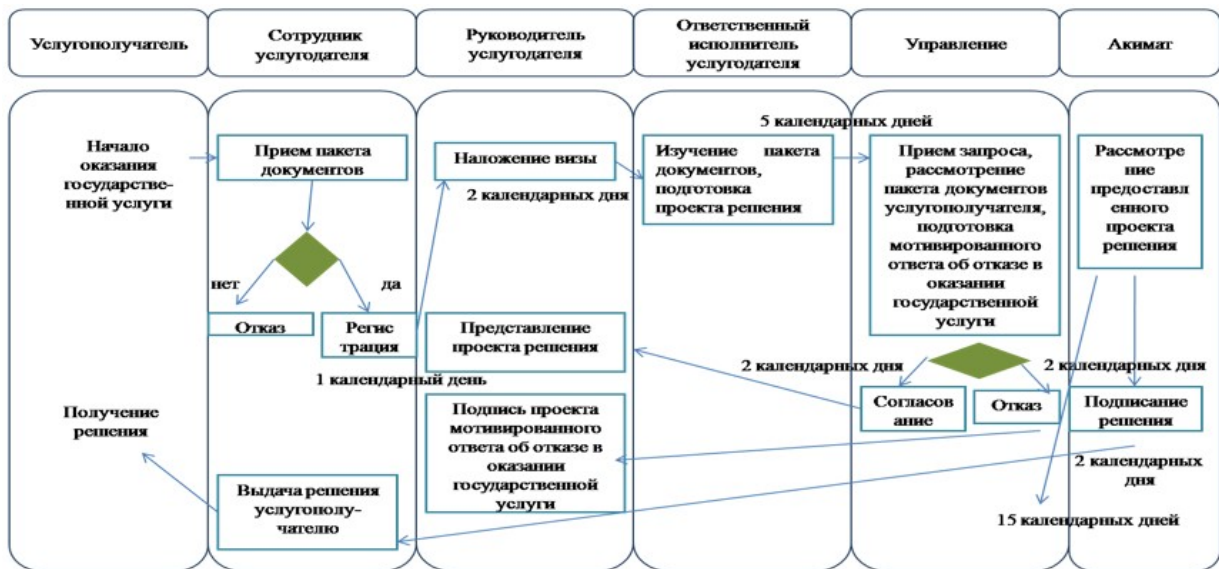 Услугополучатель
Сотрудник
услугодателя
Руководитель
услугодателя
Ответственный
исполнитель
услугодателя
Управление
Акимат
Начало
оказания
государстве-
нной услуги
Прием пакета
документов
нет
да
Отказ
Регис
трация
1 календарный день
Наложение визы
2 календарных дня
Изучение пакета
документов,
подготовка
проекта решения
5 календарных дней
Прием запроса,
рассмотрение
пакета документов
услугополучателя,
подготовка
мотивированного
ответа об отказе в
оказании
государственной
услуги
Рассмотре
ние
предоставл
енного
проекта
решения
Представление
проекта решения
2 календарных дня
Согласов
ание
Отказ
2 календарных дня
Подписание
решения
Подпись проекта
мотивированного
ответа об отказе в
оказании
государственной
услуги
2 календарных
дня
15 календарных дней
Выдача решения
услугополу-
чателю
Получение
решения